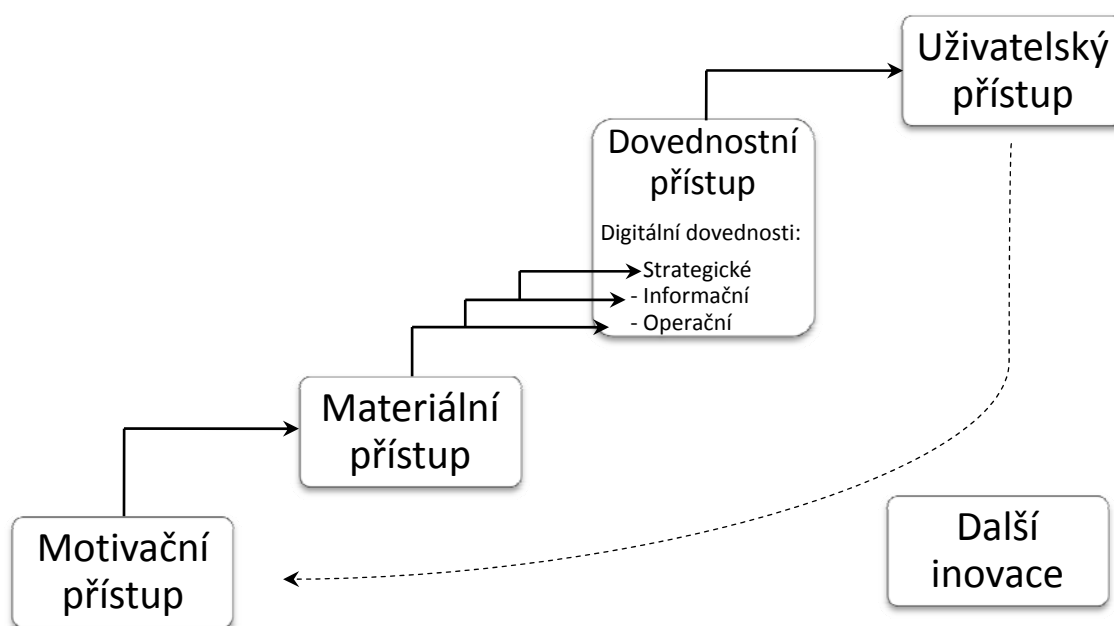 Uživatelský
přístup
Dovednostní
přístup
Digitální dovednosti:
Strategické
- Informační
- Operační
Materiální
přístup
Motivační
přístup
Další
inovace